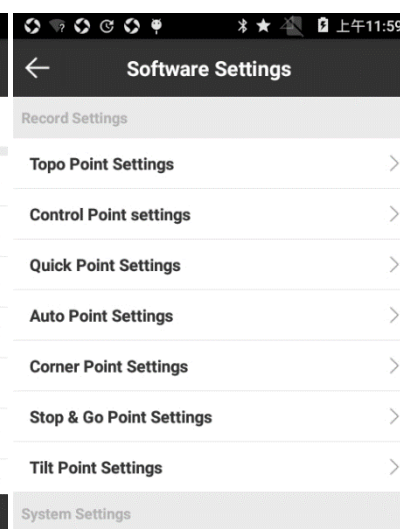 上午11:59
Software Settings
Record Settings
Topo Point Settings
Control Point settings
Quick Point Settings
Auto Point Settings
Corner Point Settings
Stop & Go Point Settings
Tilt Point Settings
System Settings